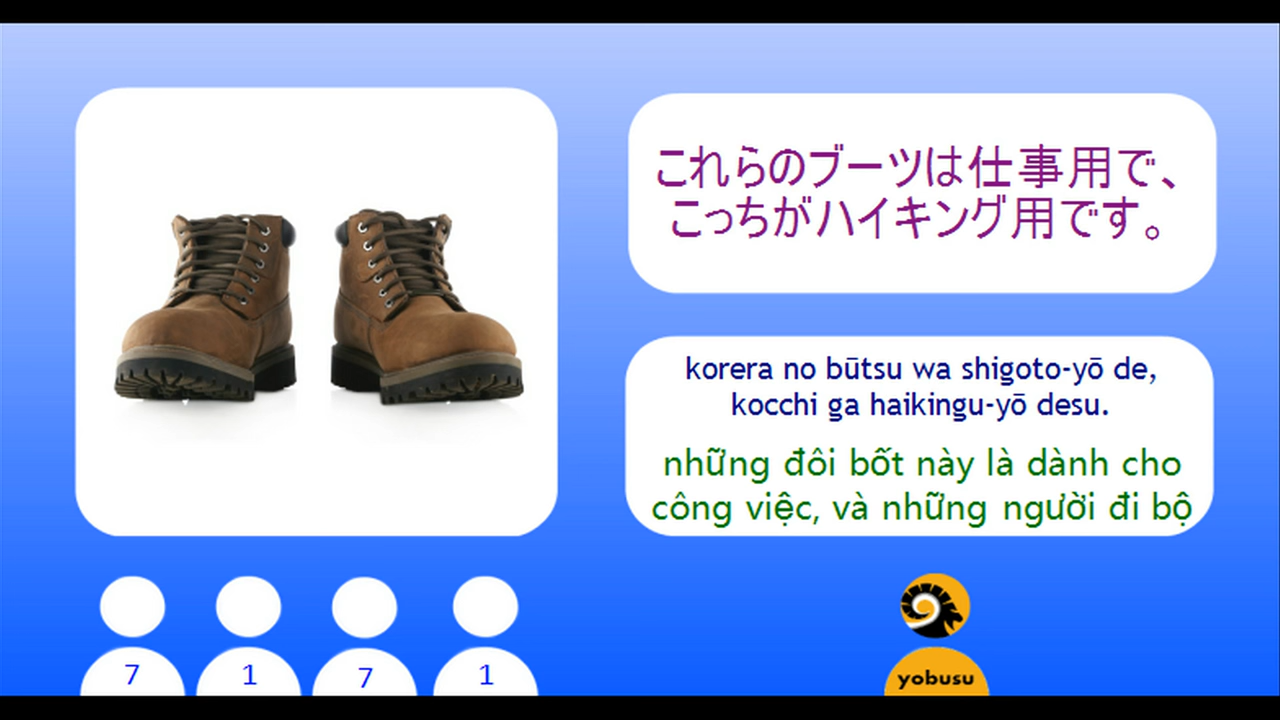 これらのブーツは仕事用で、
こっちがハイキング用です。
korera no būtsu wa shigoto-yō de,
kocchi ga haikingu-yō desu.
những đôi bốt này là dành cho
công việc, và những người đi bộ
7 1 7 1
yobusu